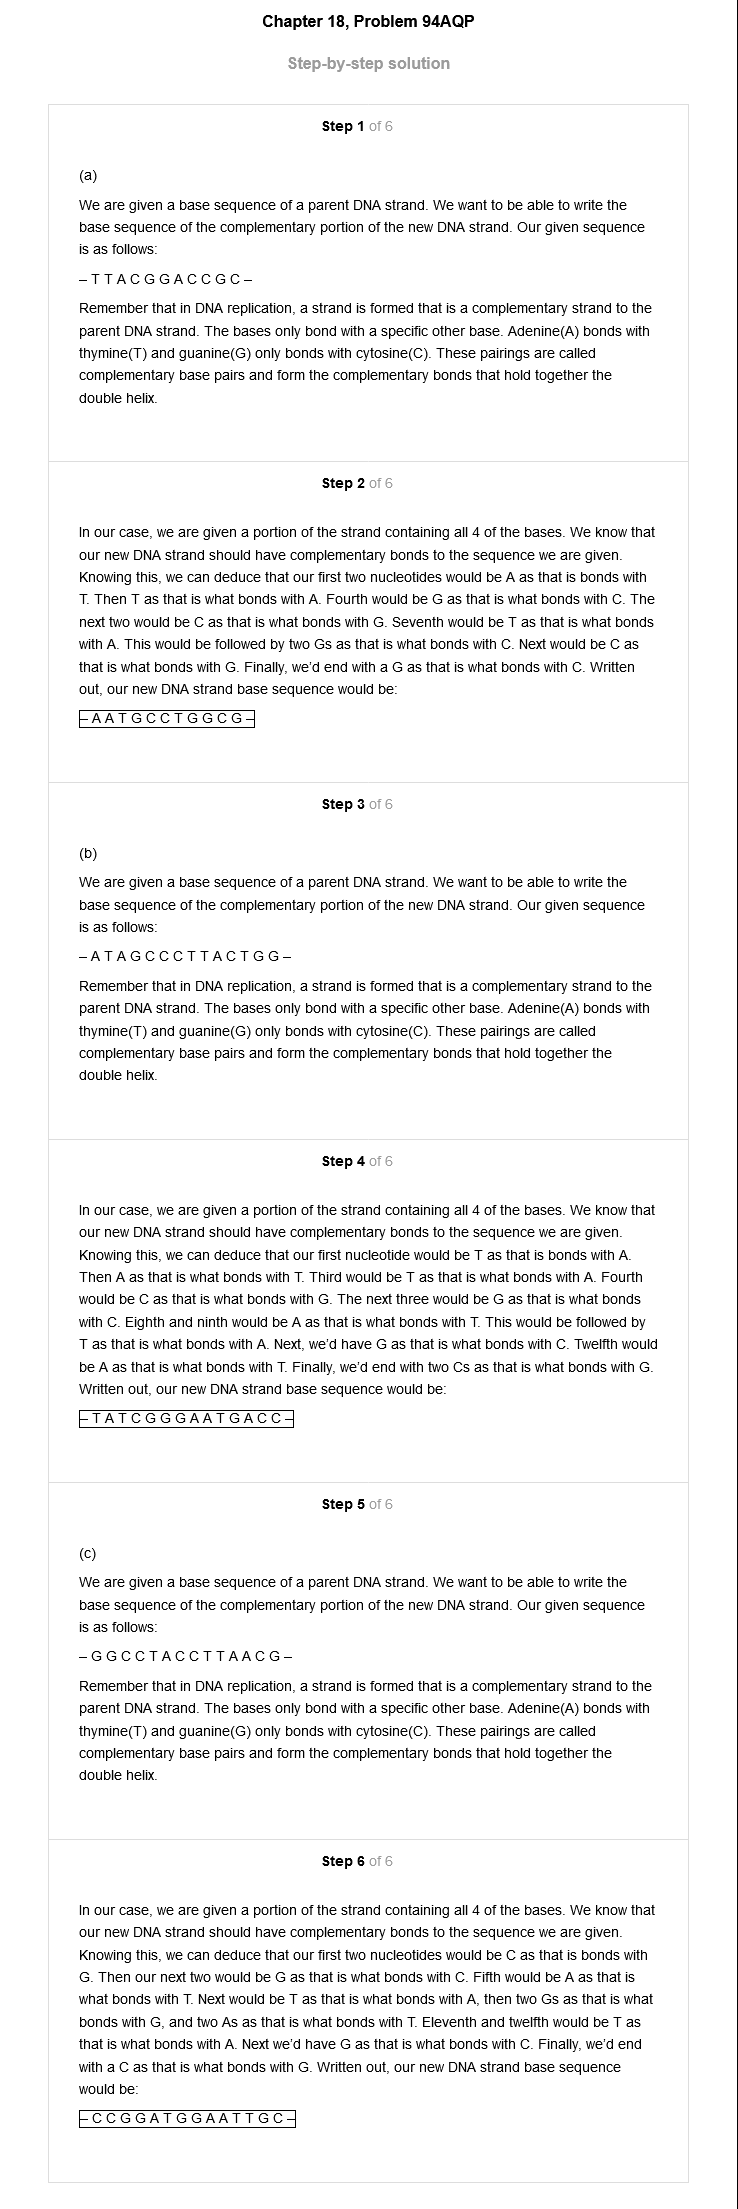 Chapter 18, Problem 94AQP
Step-by-step solution
Step 1 of 6
(a)
We are given a base sequence of a parent DNA strand. We want to be able to write the
base sequence of the complementary portion of the new DNA strand. Our given sequence
is as follows:
– T T A C G G A C C G C –
Remember that in DNA replication, a strand is formed that is a complementary strand to the
parent DNA strand. The bases only bond with a specific other base. Adenine(A) bonds with
thymine(T) and guanine(G) only bonds with cytosine(C). These pairings are called
complementary base pairs and form the complementary bonds that hold together the
double helix.
Step 2 of 6
In our case, we are given a portion of the strand containing all 4 of the bases. We know that
our new DNA strand should have complementary bonds to the sequence we are given.
Knowing this, we can deduce that our first two nucleotides would be A as that is bonds with
T. Then T as that is what bonds with A. Fourth would be G as that is what bonds with C. The
next two would be C as that is what bonds with G. Seventh would be T as that is what bonds
with A. This would be followed by two Gs as that is what bonds with C. Next would be C as
that is what bonds with G. Finally, we’d end with a G as that is what bonds with C. Written
out, our new DNA strand base sequence would be:
– A A T G C C T G G C G –
Step 3 of 6
(b)
We are given a base sequence of a parent DNA strand. We want to be able to write the
base sequence of the complementary portion of the new DNA strand. Our given sequence
is as follows:
– A T A G C C C T T A C T G G –
Remember that in DNA replication, a strand is formed that is a complementary strand to the
parent DNA strand. The bases only bond with a specific other base. Adenine(A) bonds with
thymine(T) and guanine(G) only bonds with cytosine(C). These pairings are called
complementary base pairs and form the complementary bonds that hold together the
double helix.
Step 4 of 6
In our case, we are given a portion of the strand containing all 4 of the bases. We know that
our new DNA strand should have complementary bonds to the sequence we are given.
Knowing this, we can deduce that our first nucleotide would be T as that is bonds with A.
Then A as that is what bonds with T. Third would be T as that is what bonds with A. Fourth
would be C as that is what bonds with G. The next three would be G as that is what bonds
with C. Eighth and ninth would be A as that is what bonds with T. This would be followed by
T as that is what bonds with A. Next, we’d have G as that is what bonds with C. Twelfth would
be A as that is what bonds with T. Finally, we’d end with two Cs as that is what bonds with G.
Written out, our new DNA strand base sequence would be:
– T A T C G G G A A T G A C C –
Step 5 of 6
(c)
We are given a base sequence of a parent DNA strand. We want to be able to write the
base sequence of the complementary portion of the new DNA strand. Our given sequence
is as follows:
– G G C C T A C C T T A A C G –
Remember that in DNA replication, a strand is formed that is a complementary strand to the
parent DNA strand. The bases only bond with a specific other base. Adenine(A) bonds with
thymine(T) and guanine(G) only bonds with cytosine(C). These pairings are called
complementary base pairs and form the complementary bonds that hold together the
double helix.
Step 6 of 6
In our case, we are given a portion of the strand containing all 4 of the bases. We know that
our new DNA strand should have complementary bonds to the sequence we are given.
Knowing this, we can deduce that our first two nucleotides would be C as that is bonds with
G. Then our next two would be G as that is what bonds with C. Fifth would be A as that is
what bonds with T. Next would be T as that is what bonds with A, then two Gs as that is what
bonds with G, and two As as that is what bonds with T. Eleventh and twelfth would be T as
that is what bonds with A. Next we’d have G as that is what bonds with C. Finally, we’d end
with a C as that is what bonds with G. Written out, our new DNA strand base sequence
would be:
– C C G G A T G G A A T T G C –